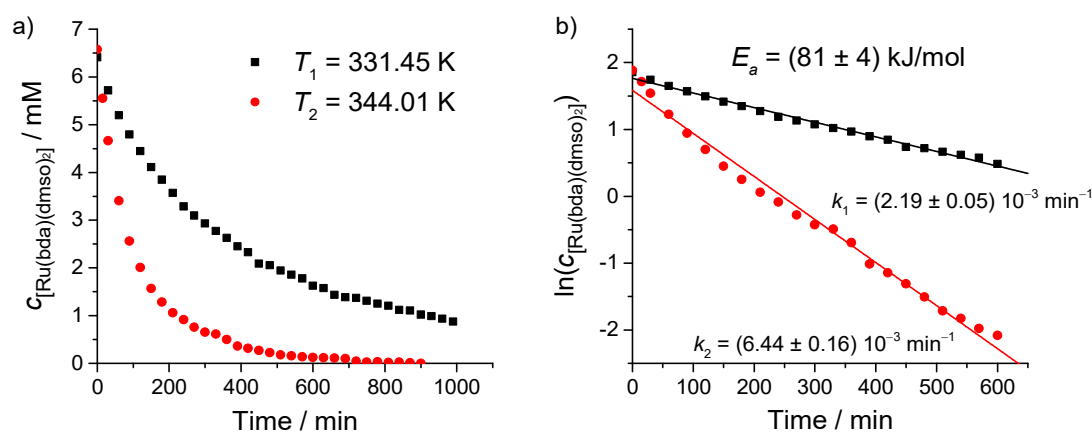 a)
c[Ru(bda)(dmso)₂] / mM
7
6
5
4
3
2
1
0
0 200 400 600 800 1000
Time / min
T₁ = 331.45 K
T₂ = 344.01 K
b)
ln(c[Ru(bda)(dmso)₂])
2
1
0
-1
-2
0 100 200 300 400 500 600
Time / min
Eₐ = (81 ± 4) kJ/mol
k₁ = (2.19 ± 0.05) 10⁻³ min⁻¹
k₂ = (6.44 ± 0.16) 10⁻³ min⁻¹